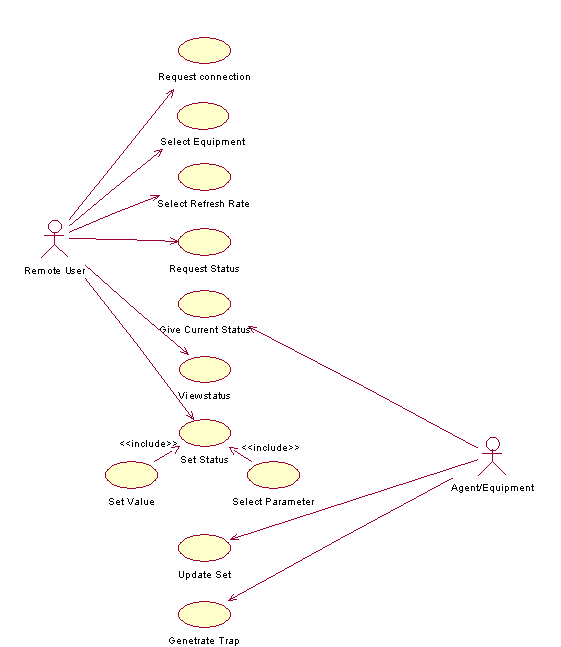 Request connection
Select Equipment
Select Refresh Rate
Remote User
Request Status
Give Current Status
Viewstatus
<<include>>
<<include>>
Set Status
Set Value
Select Parameter
Agent/Equipment
Update Set
Genetrate Trap